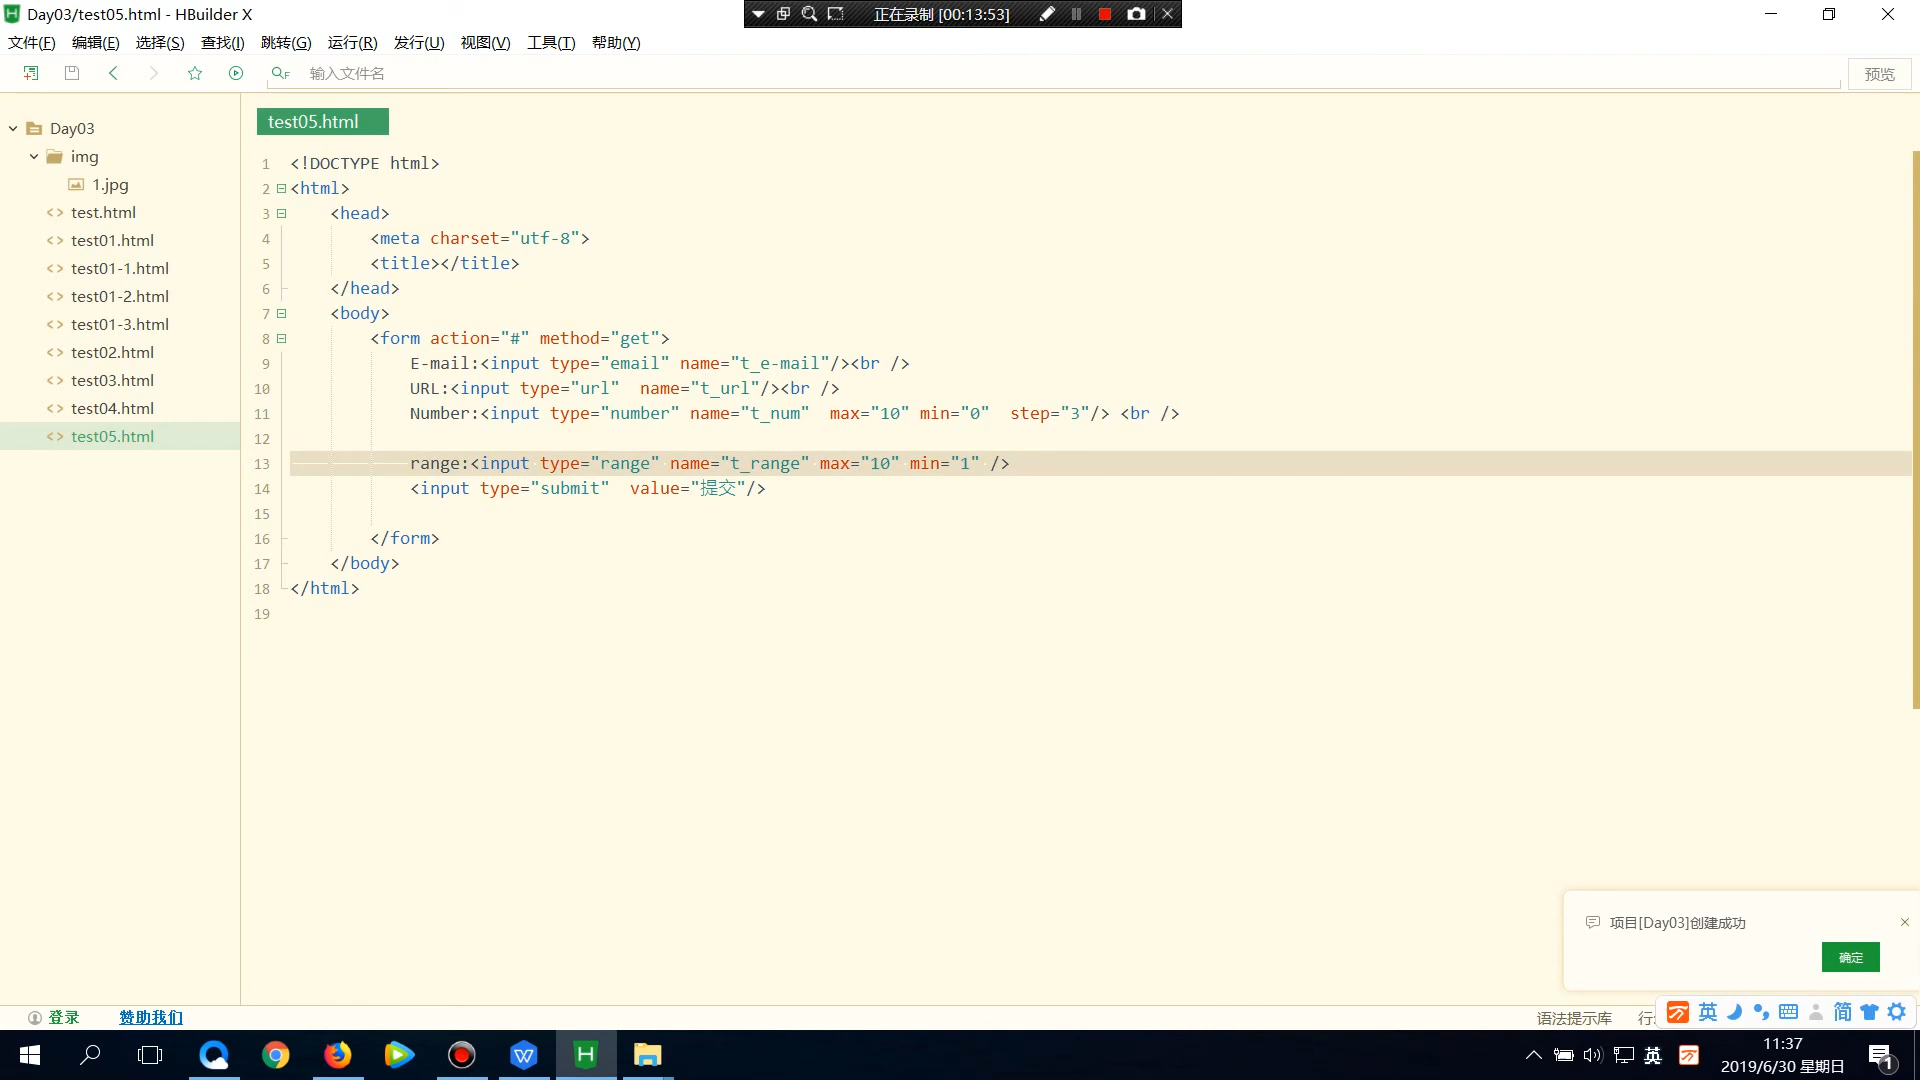 Day03/test05.html - HBuilder X
正在录制 [00:13:53]
文件(F) 编辑(E) 选择(S) 查找(I) 跳转(G) 运行(R) 发行(U) 视图(V) 工具(T) 帮助(Y)
输入文件名
预览
Day03
img
1.jpg
test.html
test01.html
test01-1.html
test01-2.html
test01-3.html
test02.html
test03.html
test04.html
test05.html
test05.html
1 <!DOCTYPE html>
2 <html>
3 <head>
4 <meta charset="utf-8">
5 <title></title>
6 </head>
7 <body>
8 <form action="#" method="get">
9 E-mail:<input type="email" name="t_e-mail"/><br />
10 URL:<input type="url"  name="t_url"/><br />
11 Number:<input type="number" name="t_num"  max="10" min="0"  step="3"/> <br />
12
13 range:<input type="range" name="t_range" max="10" min="1" />
14 <input type="submit"  value="提交"/>
15
16 </form>
17 </body>
18 </html>
19
项目[Day03]创建成功
确定
登录 赞助我们
语法提示库 行
英 简
英
11:37
2019/6/30 星期日
1